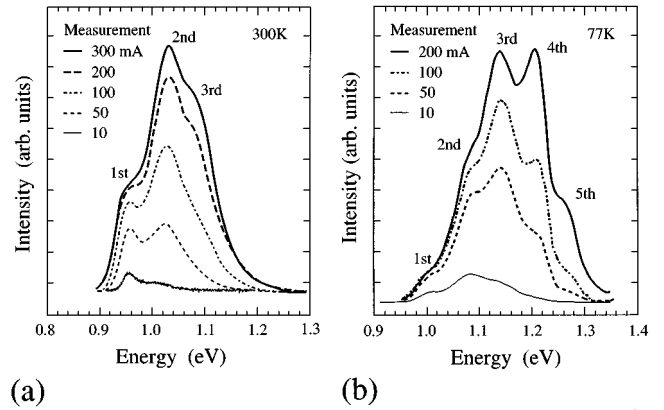 Measurement
300 mA
200
100
50
10
2nd
300K
3rd
1st
Intensity (arb. units)
0.8 0.9 1.0 1.1 1.2 1.3
Energy (eV)
(a)
Measurement
200 mA
100
50
10
3rd
4th
77K
2nd
5th
1st
Intensity (arb. units)
0.9 1.0 1.1 1.2 1.3 1.4
Energy (eV)
(b)